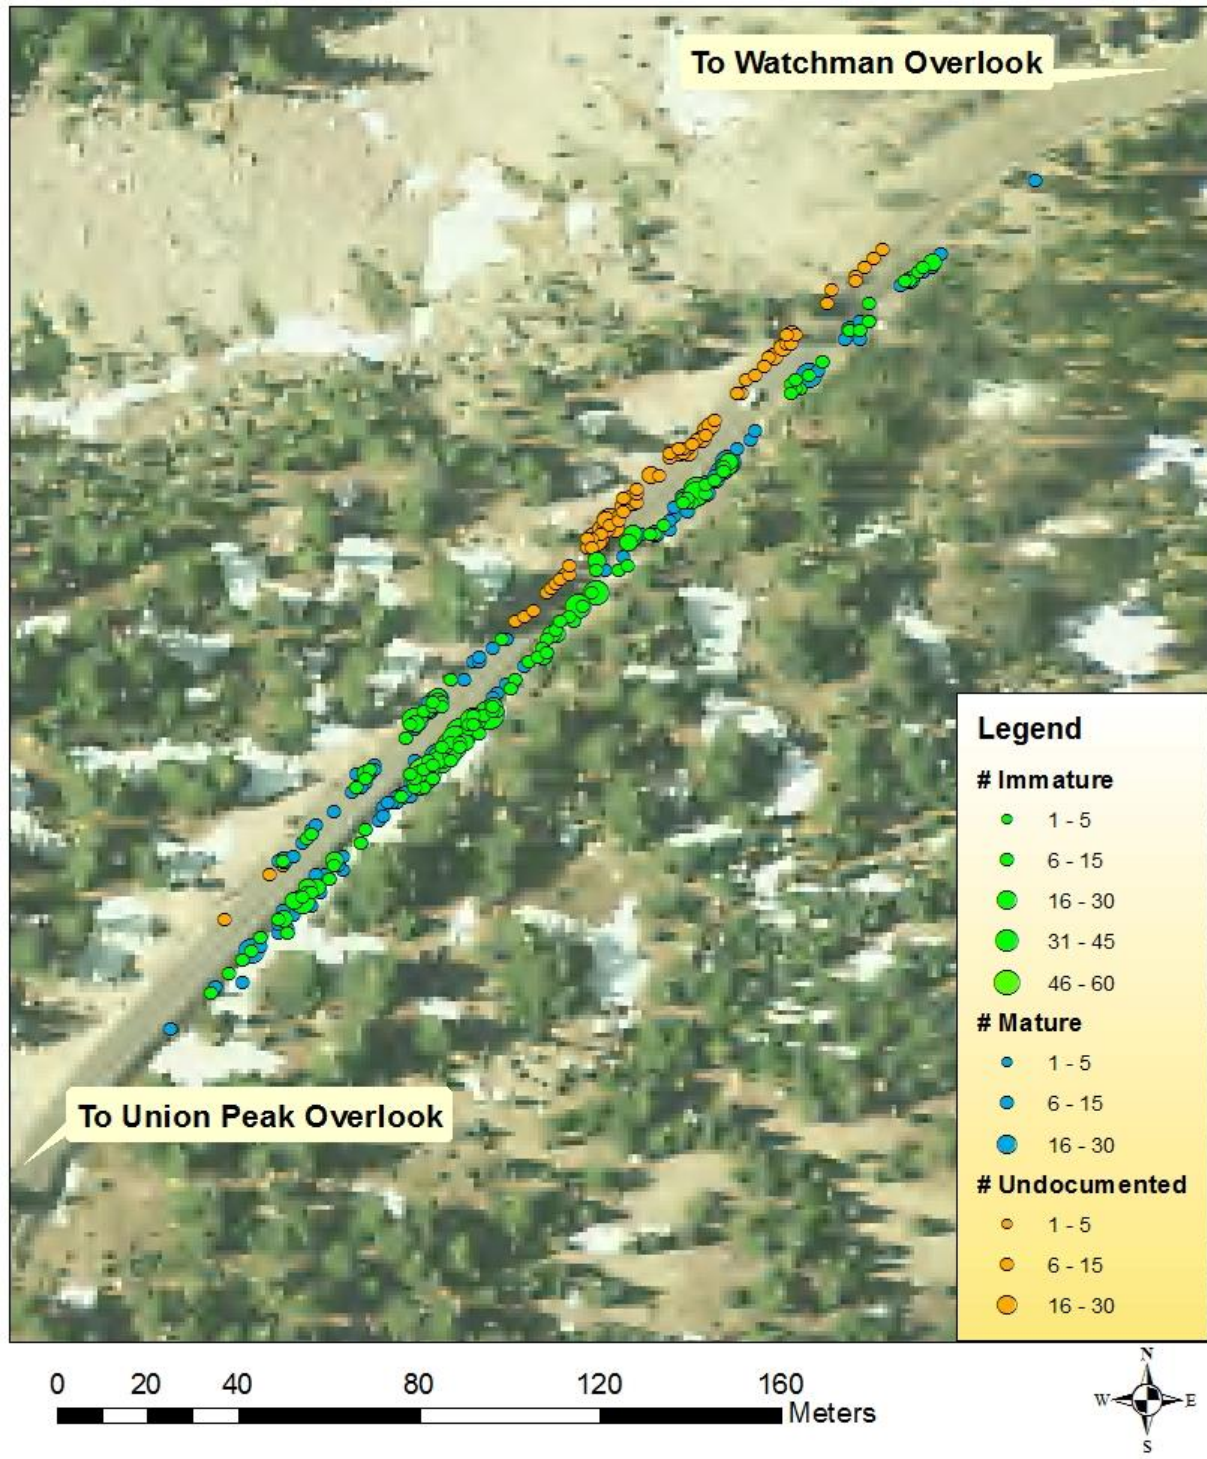 To Watchman Overlook
Legend
# Immature
1 - 5
6 - 15
16 - 30
31 - 45
46 - 60
# Mature
1 - 5
6 - 15
16 - 30
# Undocumented
1 - 5
6 - 15
16 - 30
To Union Peak Overlook
0 20 40 80 120 160
Meters
N
W E
S